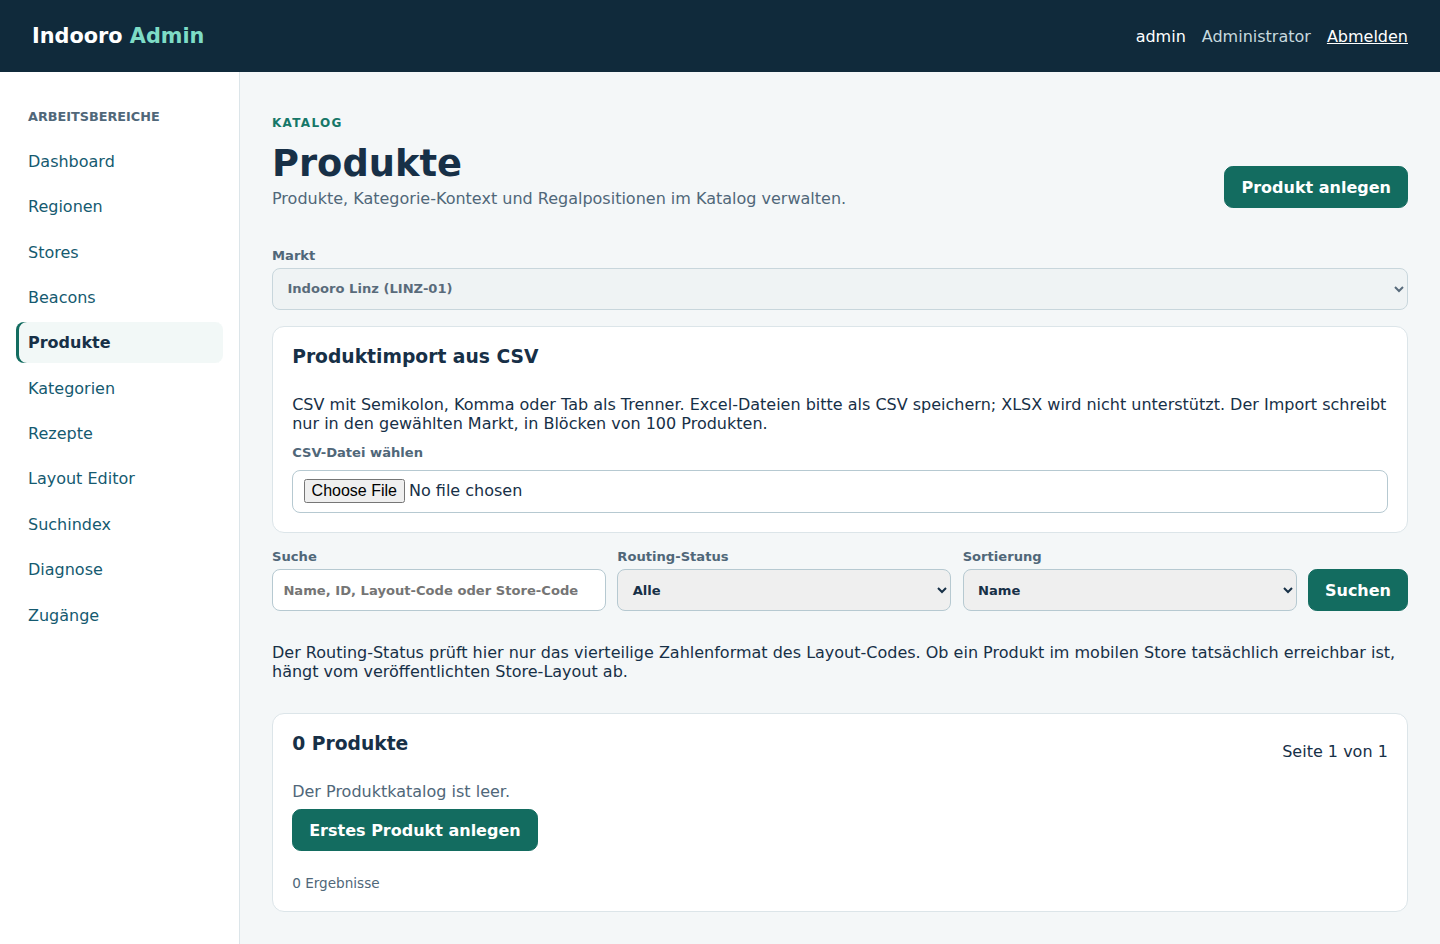 Indooro Admin
admin Administrator Abmelden
ARBEITSBEREICHE
Dashboard
Regionen
Stores
Beacons
Produkte
Kategorien
Rezepte
Layout Editor
Suchindex
Diagnose
Zugänge
KATALOG
Produkte
Produkte, Kategorie-Kontext und Regalpositionen im Katalog verwalten.
Produkt anlegen
Markt
Indooro Linz (LINZ-01)
Produktimport aus CSV
CSV mit Semikolon, Komma oder Tab als Trenner. Excel-Dateien bitte als CSV speichern; XLSX wird nicht unterstützt. Der Import schreibt
nur in den gewählten Markt, in Blöcken von 100 Produkten.
CSV-Datei wählen
Choose File No file chosen
Suche Routing-Status Sortierung
Name, ID, Layout-Code oder Store-Code Alle Name Suchen
Der Routing-Status prüft hier nur das vierteilige Zahlenformat des Layout-Codes. Ob ein Produkt im mobilen Store tatsächlich erreichbar ist,
hängt vom veröffentlichten Store-Layout ab.
0 Produkte
Seite 1 von 1
Der Produktkatalog ist leer.
Erstes Produkt anlegen
0 Ergebnisse